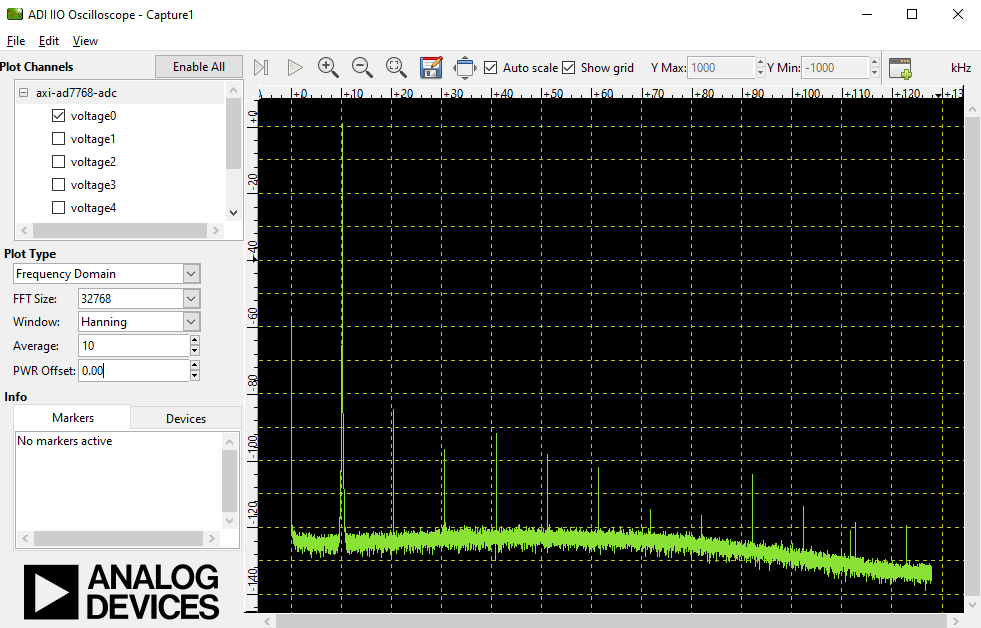 ADI IIO Oscilloscope - Capture1
File Edit View
Plot Channels Enable All Auto scale Show grid Y Max: 1000 Y Min: -1000 kHz
axi-ad7768-adc
voltage0
voltage1
voltage2
voltage3
voltage4
+0 +10 +20 +30 +40 +50 +60 +70 +80 +90 +100 +110 +120 +13
+0
-20
-40
-60
-80
-100
-120
-140
Plot Type
Frequency Domain
FFT Size: 32768
Window: Hanning
Average: 10
PWR Offset: 0.00
Info
Markers Devices
No markers active
ANALOG
DEVICES